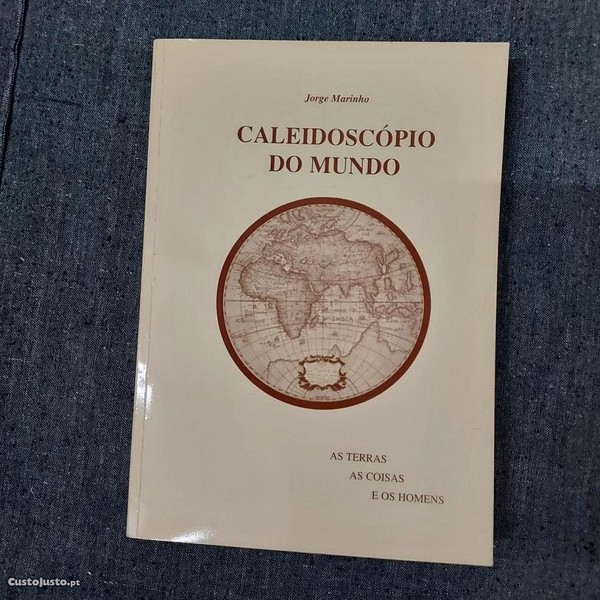 Jorge Marinho
CALEIDOSCÓPIO
DO MUNDO
AS TERRAS
AS COISAS
E OS HOMENS
CustoJusto.pt